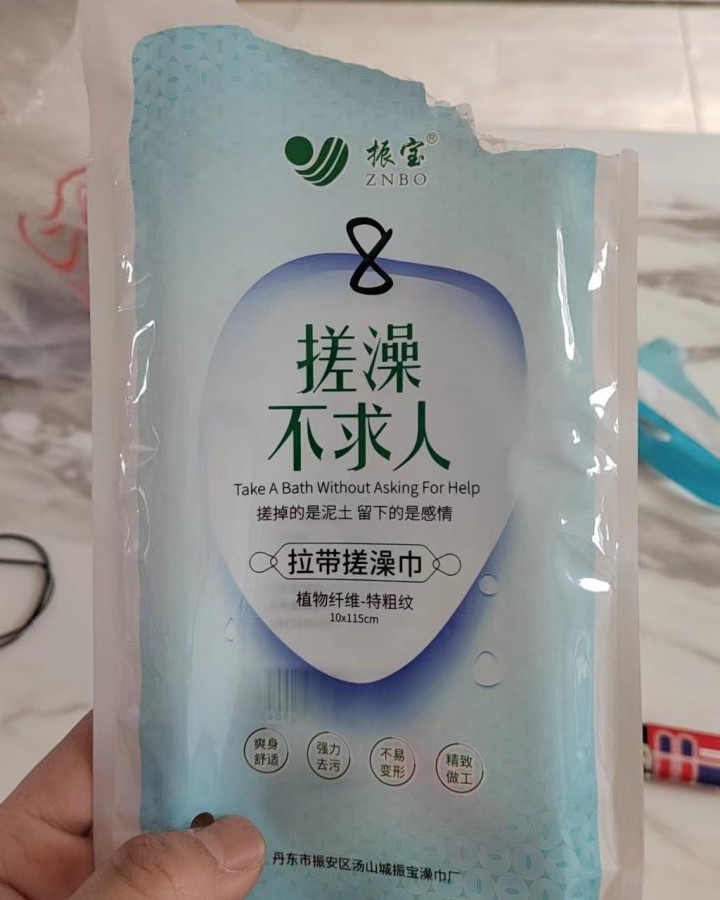 振宝®
ZNBO
8
搓澡
不求人
Take A Bath Without Asking For Help
搓掉的是泥土 留下的是感情
拉带搓澡巾
植物纤维-特粗纹
10x115cm
爽身
舒适
强力
去污
不易
变形
精致
做工
丹东市振安区汤山城振宝澡巾厂